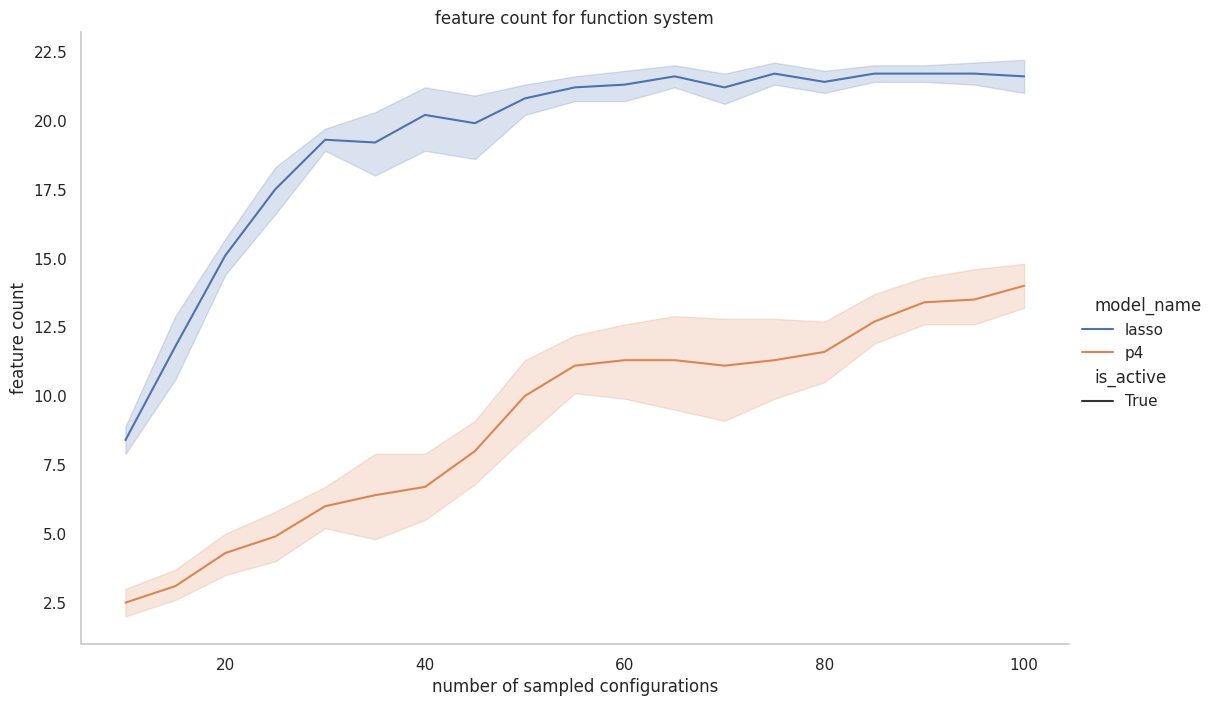 feature count for function system
22.5
20.0
17.5
15.0
12.5
10.0
7.5
5.0
2.5
feature count
20
40
60
80
100
number of sampled configurations
model_name
lasso
p4
is_active
True